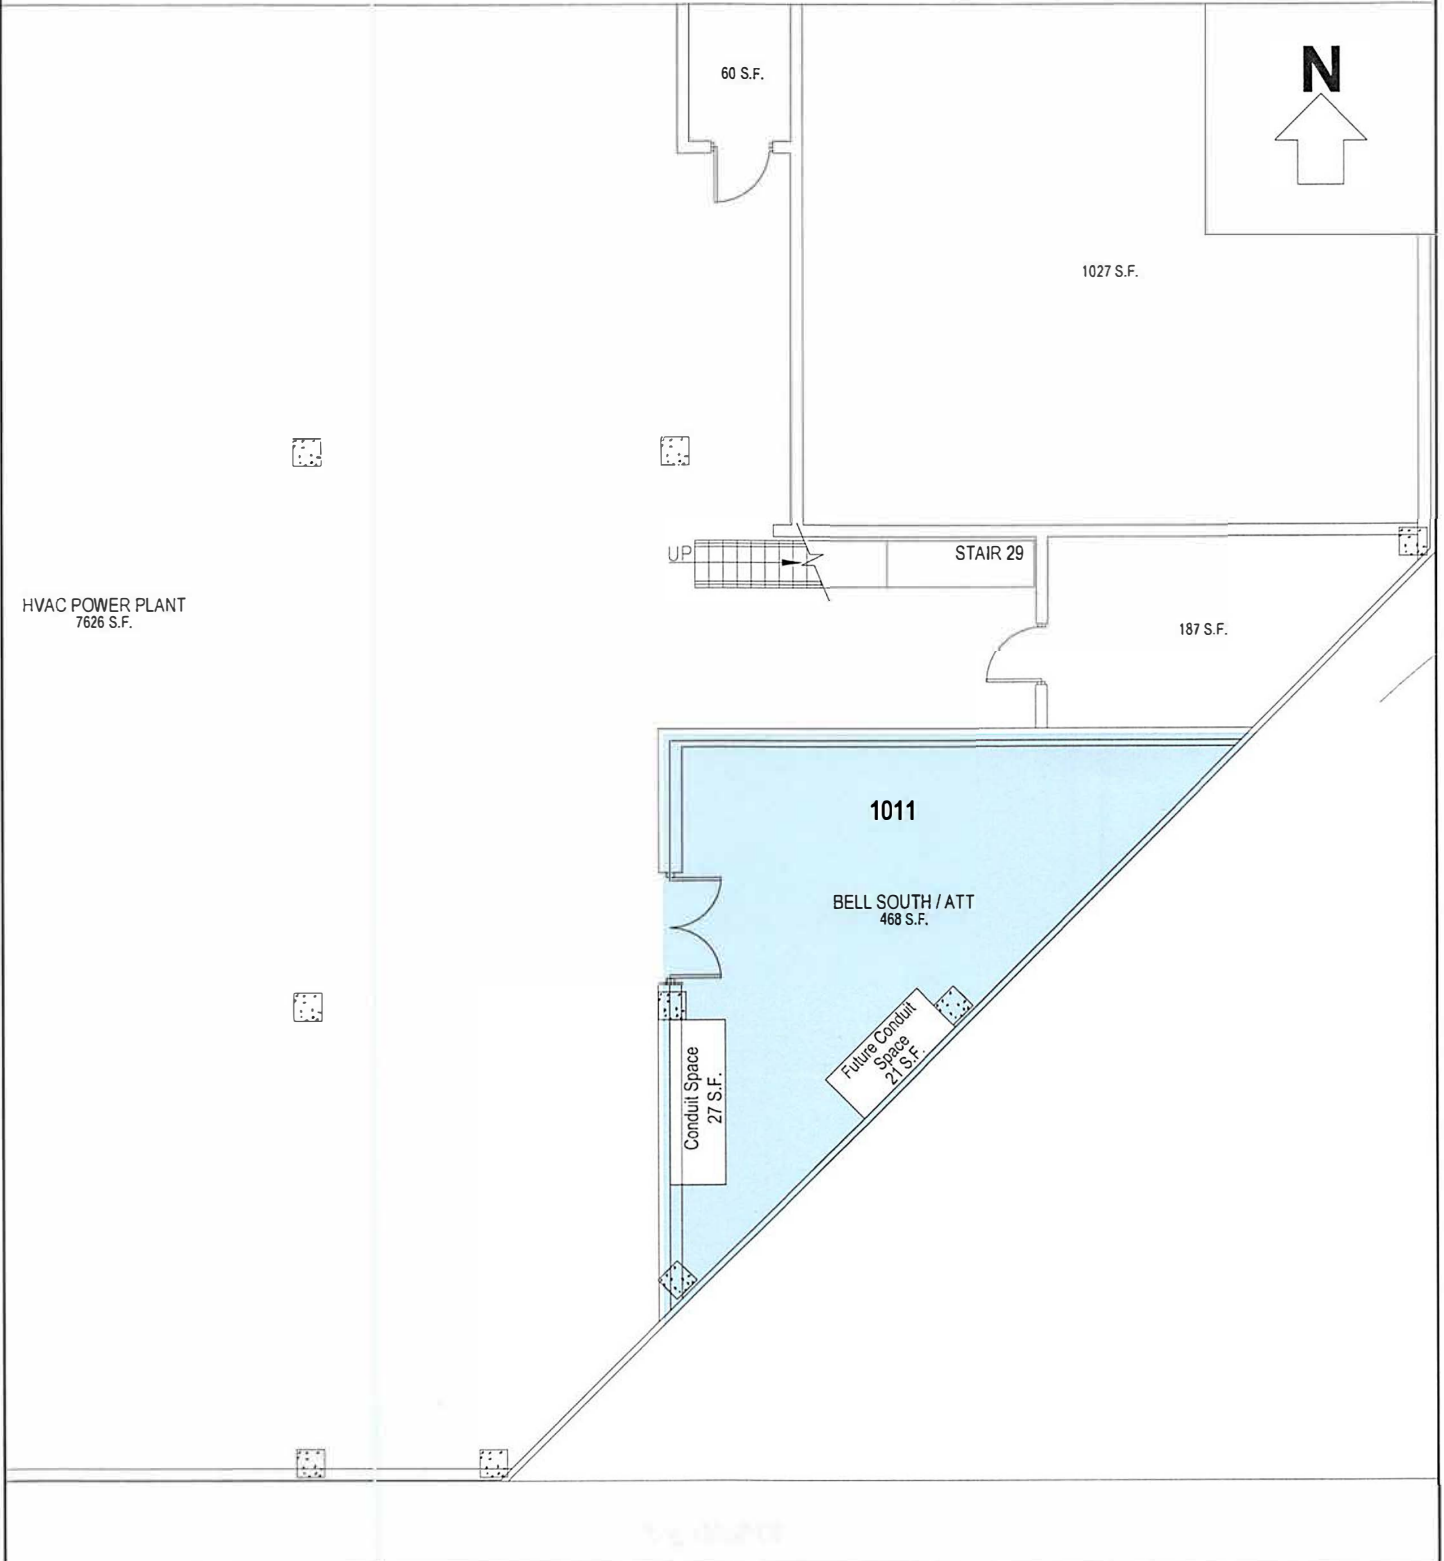 60 S.F.
N
1027 S.F.
UP
STAIR 29
HVAC POWER PLANT
7626 S.F.
187 S.F.
1011
BELL SOUTH / ATT
468 S.F.
Future Conduit
Space
21 S.F.
Conduit Space
27 S.F.